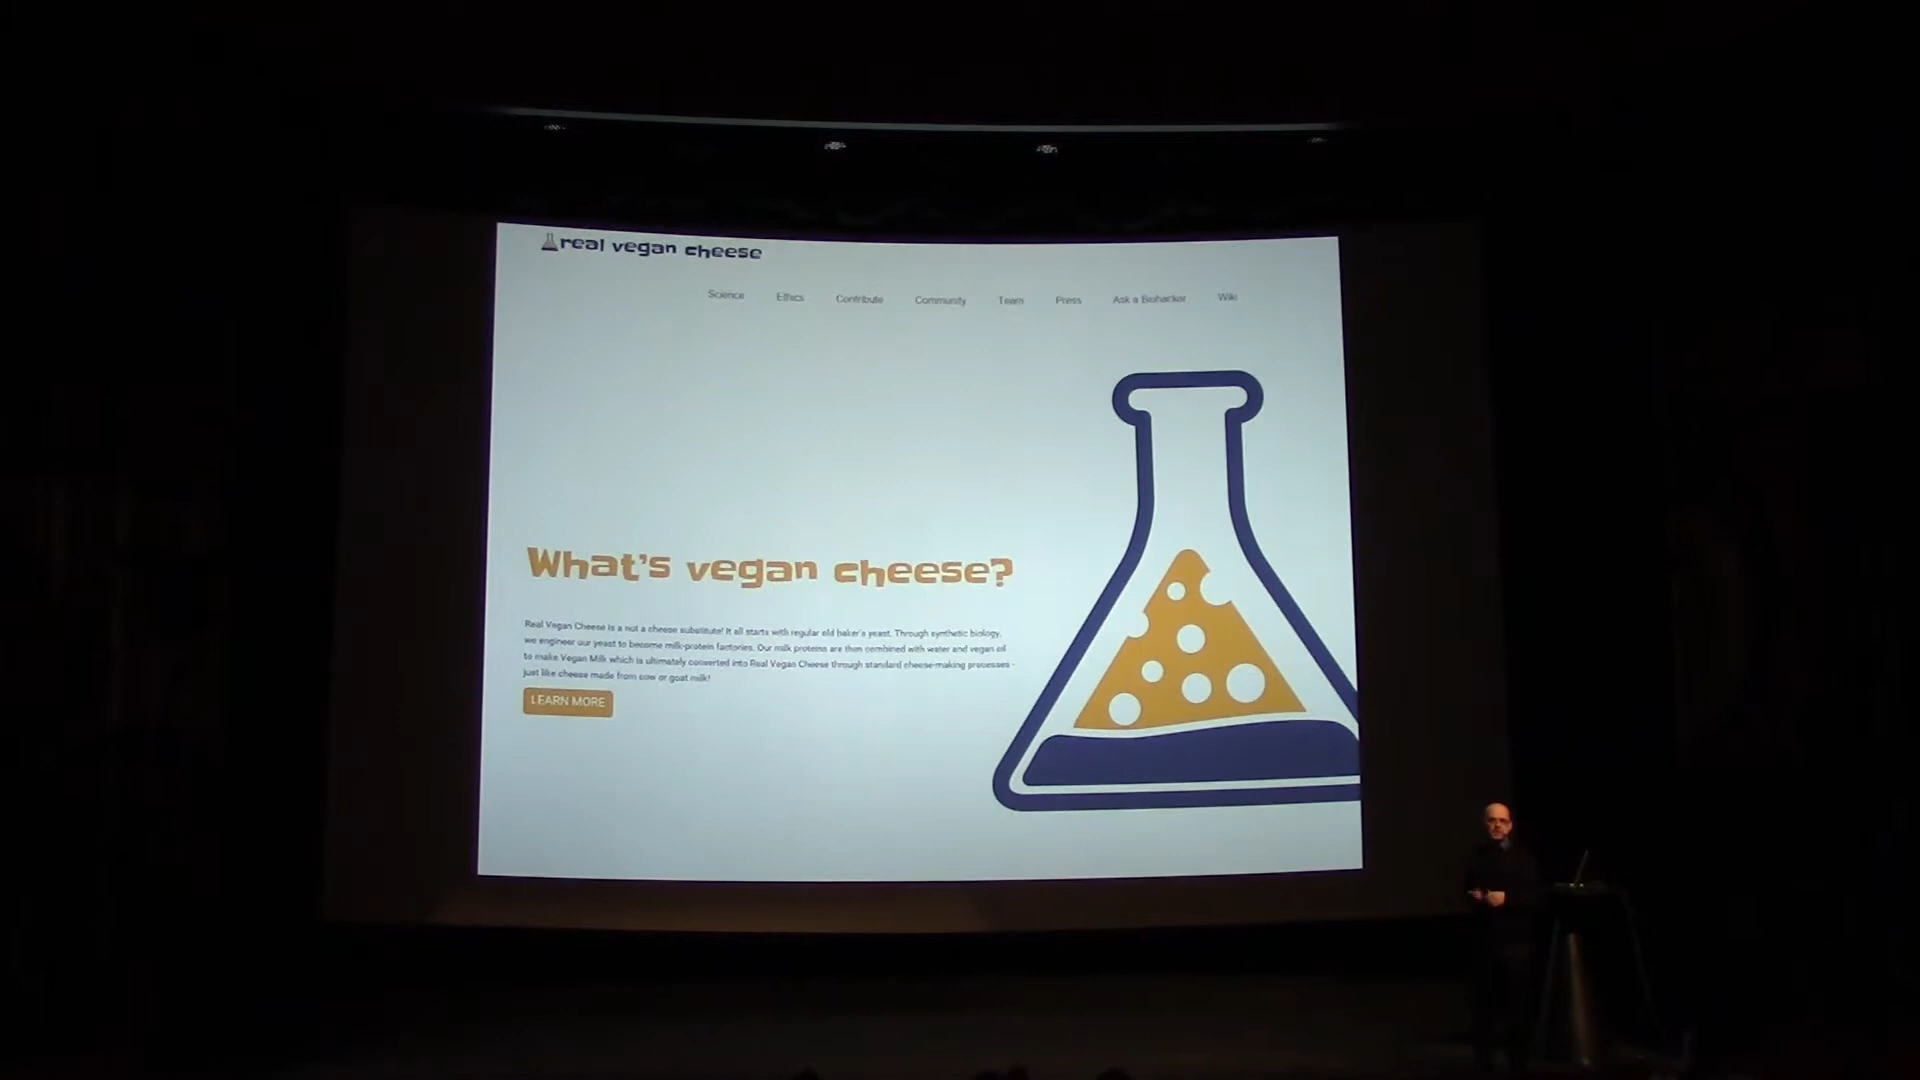 real vegan cheese
Science Ethics Contribute Community Team Press Ask a Biohacker Wiki
What's vegan cheese?
Real Vegan Cheese is a not a cheese substitute! It all starts with regular old baker's yeast. Through synthetic biology,
we engineer our yeast to become milk-protein factories. Our milk proteins are then combined with water and vegan oil
to make Vegan Milk which is ultimately converted into Real Vegan Cheese through standard cheese-making processes -
just like cheese made from cow or goat milk!
LEARN MORE